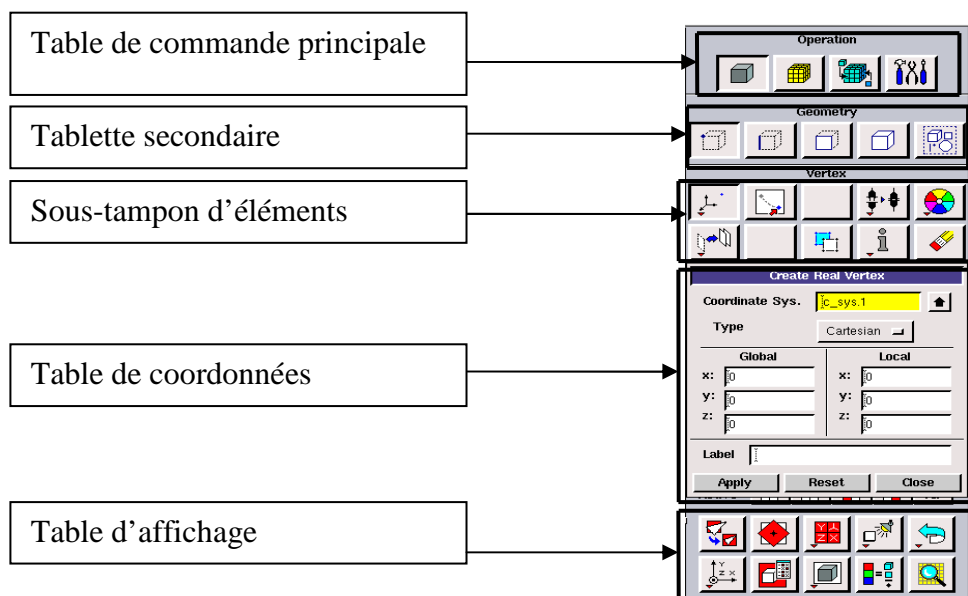 Table de commande principale
Operation
Tablette secondaire
Geometry
Sous-tampon d'éléments
Vertex
Create Real Vertex
Coordinate Sys. c_sys.1
Type Cartesian
Global Local
x: 0 x: 0
y: 0 y: 0
z: 0 z: 0
Table de coordonnées
Label
Apply Reset Close
Table d'affichage